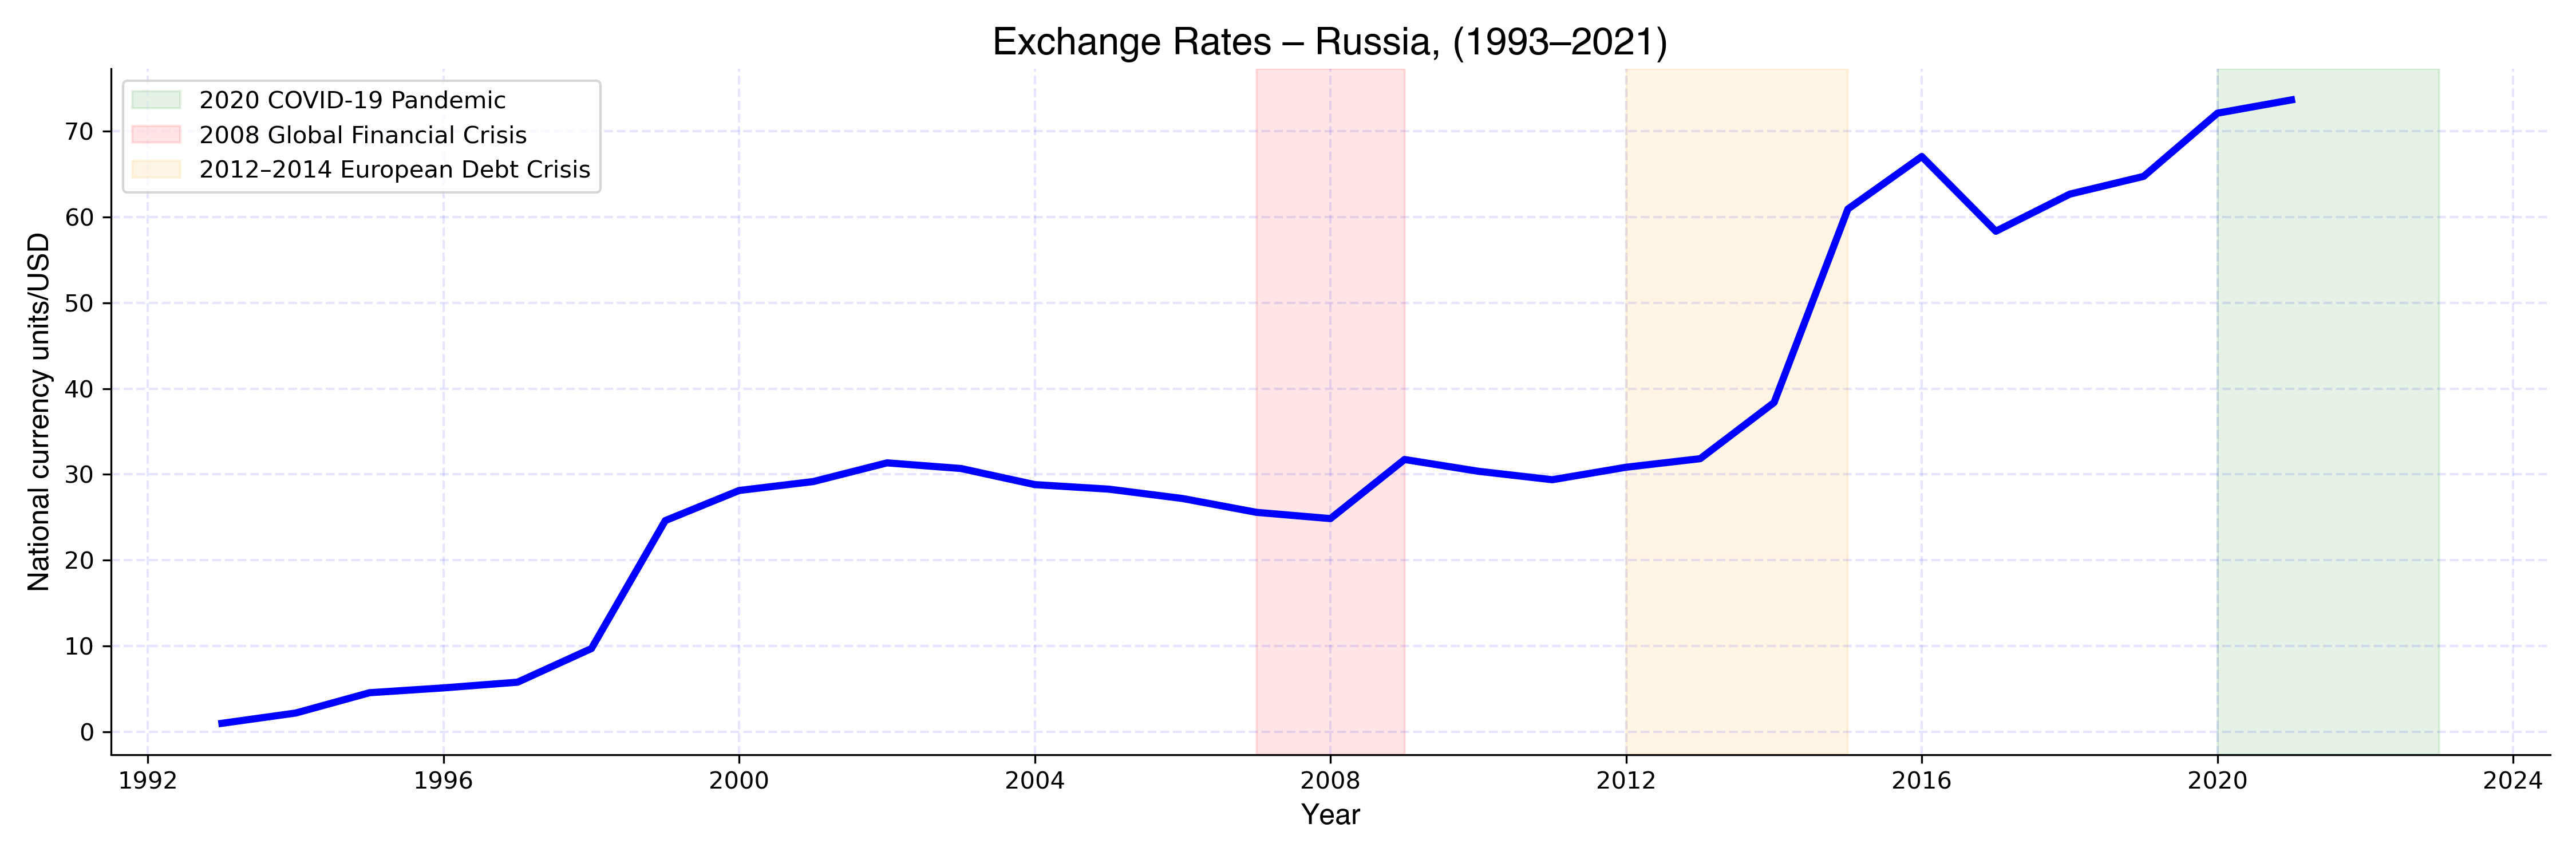 Exchange Rates – Russia, (1993–2021)
2020 COVID-19 Pandemic
2008 Global Financial Crisis
2012–2014 European Debt Crisis
National currency units/USD
70
60
50
40
30
20
10
0
1992 1996 2000 2004 2008 2012 2016 2020 2024
Year